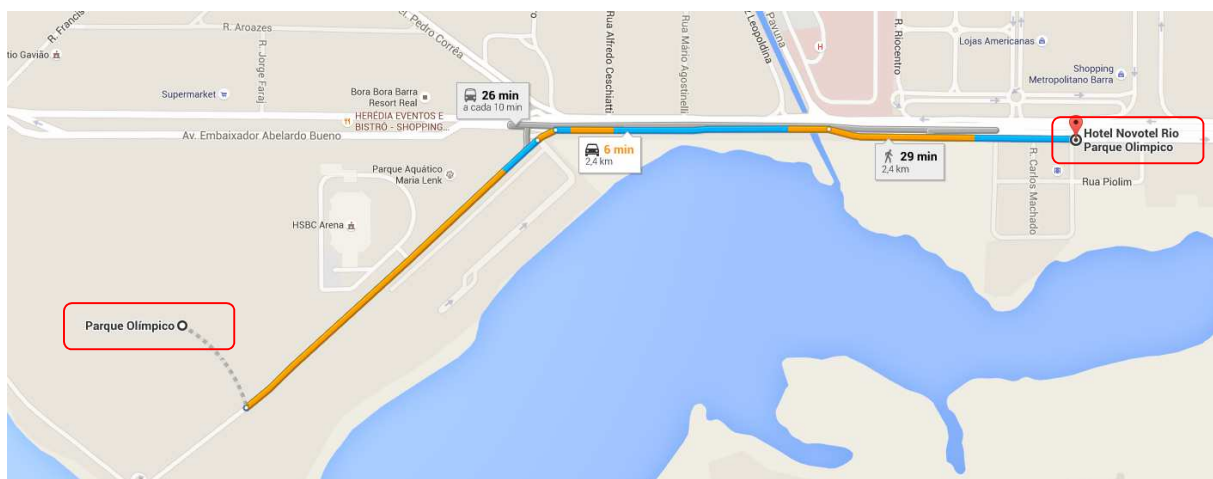 R. Francis
R. Aroazes
el. Pedro Corrêa
tio Gavião
R. Jorge Faraj
Supermarket
Bora Bora Barra
Resort Real
HERÉDIA EVENTOS E
BISTRÔ - SHOPPING...
Av. Embaixador Abelardo Bueno
26 min
a cada 10 min
Rua Alfredo Ceschiatti
Rua Mário Agostinelli
Leopoldina
Pavuna
H
R. Riocentro
Lojas Americanas
Shopping
Metropolitano Barra
6 min
2,4 km
29 min
2,4 km
Hotel Novotel Rio
Parque Olimpico
R. Carlos Machado
Rua Piolim
Parque Aquático
Maria Lenk
HSBC Arena
Parque Olímpico